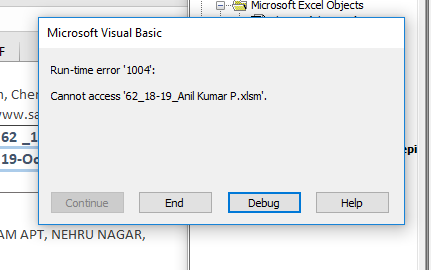 Microsoft Excel Objects
Microsoft Visual Basic
F
Run-time error '1004':
n, Che
Cannot access '62_18-19_Anil Kumar P.xlsm'.
www.sa
62 _1
epi
19-Oc
Continue
End
Debug
Help
AM APT, NEHRU NAGAR,